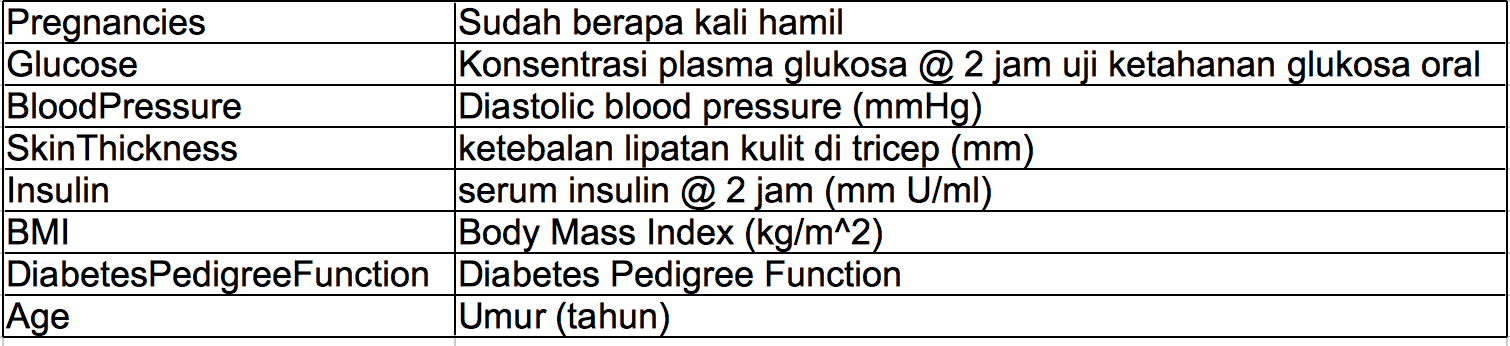 Pregnancies Sudah berapa kali hamil
Glucose Konsentrasi plasma glukosa @ 2 jam uji ketahanan glukosa oral
BloodPressure Diastolic blood pressure (mmHg)
SkinThickness ketebalan lipatan kulit di tricep (mm)
Insulin serum insulin @ 2 jam (mm U/ml)
BMI Body Mass Index (kg/m^2)
DiabetesPedigreeFunction Diabetes Pedigree Function
Age Umur (tahun)